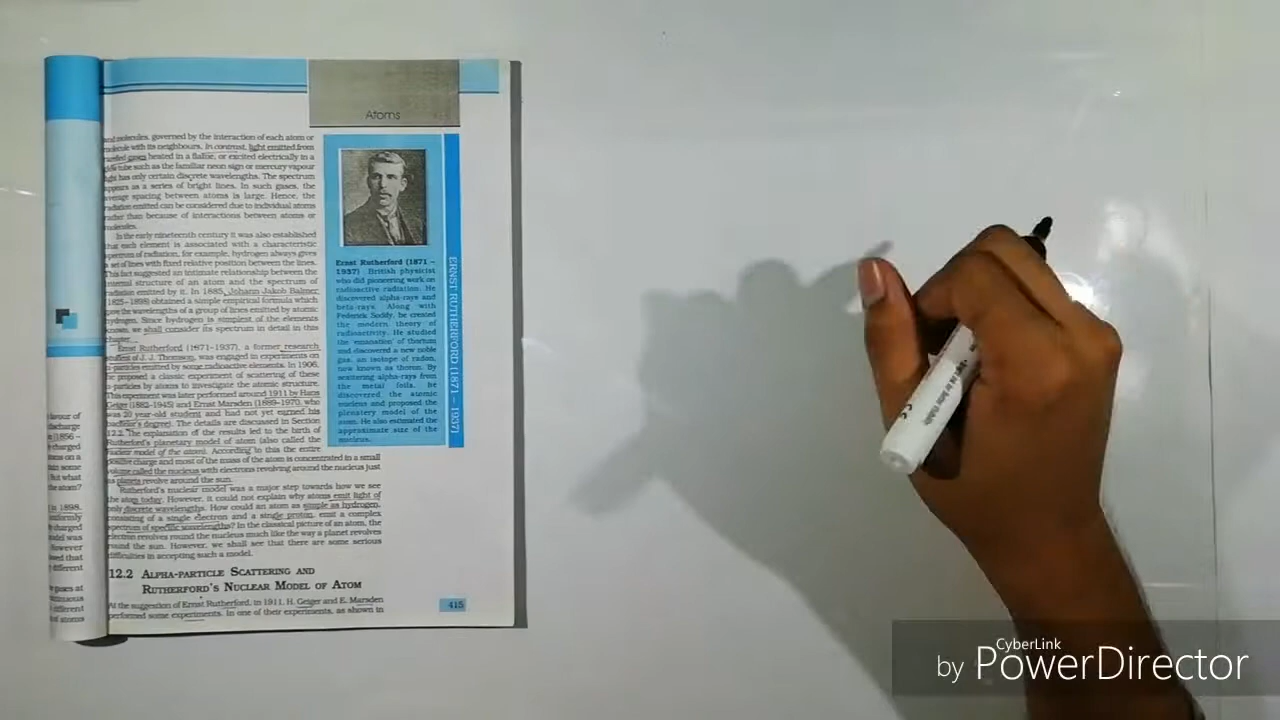 Atoms
and molecules, governed by the interaction of each atom or
molecule with its neighbours. In contrast, light emitted from
rarefied gases heated in a flame, or excited electrically in a
glow tube such as the familiar neon sign or mercury vapour
light has only certain discrete wavelengths. The spectrum
appears as a series of bright lines. In such gases, the
average spacing between atoms is large. Hence, the
radiation emitted can be considered due to individual atoms
rather than because of interactions between atoms or
molecules.
In the early nineteenth century it was also established
that each element is associated with a characteristic
spectrum of radiation, for example, hydrogen always gives
a set of lines with fixed relative position between the lines.
This fact suggested an intimate relationship between the
internal structure of an atom and the spectrum of
radiation emitted by it. In 1885, Johann Jakob Balmer
(1825–1898) obtained a simple empirical formula which
gave the wavelengths of a group of lines emitted by atomic
hydrogen. Since hydrogen is simplest of the elements
known, we shall consider its spectrum in detail in this
chapter.
Ernst Rutherford (1871–1937), a former research
student of J. J. Thomson, was engaged in experiments on
α-particles emitted by some radioactive elements. In 1906,
he proposed a classic experiment of scattering of these
α-particles by atoms to investigate the atomic structure.
This experiment was later performed around 1911 by Hans
Geiger (1882–1945) and Ernst Marsden (1889–1970, who
was 20 year-old student and had not yet earned his
bachelor's degree). The details are discussed in Section
12.2. The explanation of the results led to the birth of
Rutherford's planetary model of atom (also called the
nuclear model of the atom). According to this the entire
positive charge and most of the mass of the atom is concentrated in a small
volume called the nucleus with electrons revolving around the nucleus just
as planets revolve around the sun.
Rutherford's nuclear model was a major step towards how we see
the atom today. However, it could not explain why atoms emit light of
only discrete wavelengths. How could an atom as simple as hydrogen,
consisting of a single electron and a single proton, emit a complex
spectrum of specific wavelengths? In the classical picture of an atom, the
electron revolves round the nucleus much like the way a planet revolves
round the sun. However, we shall see that there are some serious
difficulties in accepting such a model.
12.2 ALPHA-PARTICLE SCATTERING AND
RUTHERFORD'S NUCLEAR MODEL OF ATOM
At the suggestion of Ernst Rutherford, in 1911, H. Geiger and E. Marsden
performed some experiments. In one of their experiments, as shown in
Ernst Rutherford (1871 –
1937) British physicist
who did pioneering work on
radioactive radiation. He
discovered alpha-rays and
beta-rays. Along with
Federick Soddy, he created
the modern theory of
radioactivity. He studied
the 'emanation' of thorium
and discovered a new noble
gas, an isotope of radon,
now known as thoron. By
scattering alpha-rays from
the metal foils, he
discovered the atomic
nucleus and proposed the
plenatery model of the
atom. He also estimated the
approximate size of the
nucleus.
ERNST RUTHERFORD (1871 – 1937)
415
CyberLink
by PowerDirector